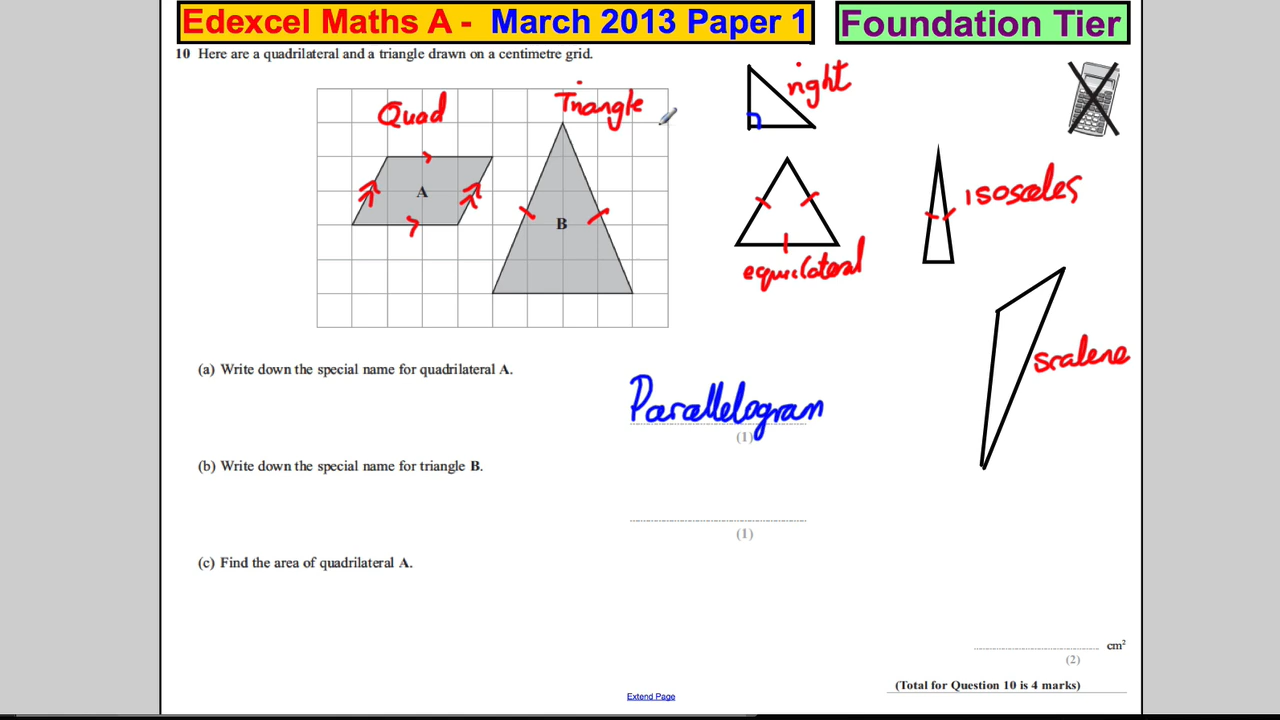 Edexcel Maths A - March 2013 Paper 1
Foundation Tier
10 Here are a quadrilateral and a triangle drawn on a centimetre grid.
Quad
Triangle
right
A
B
isosceles
equilateral
scalene
(a) Write down the special name for quadrilateral A.
Parallelogram
(1)
(b) Write down the special name for triangle B.
(1)
(c) Find the area of quadrilateral A.
cm²
(2)
(Total for Question 10 is 4 marks)
Extend Page